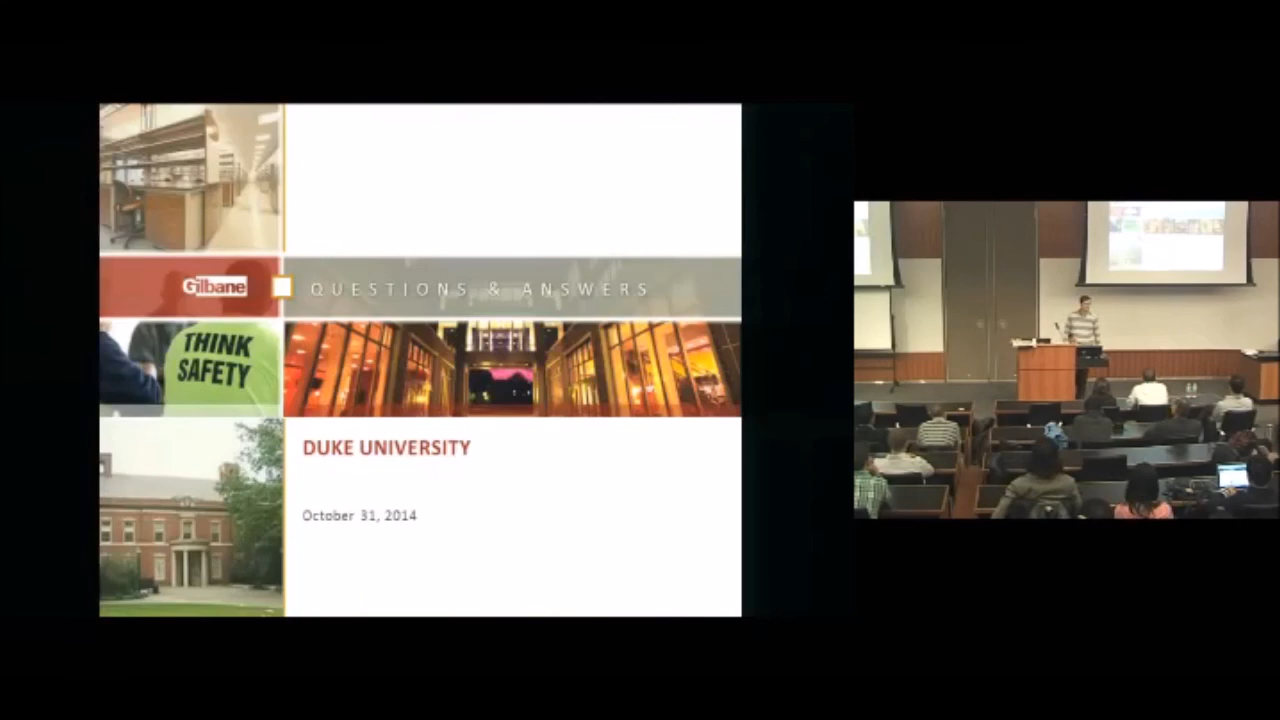 Gilbane
QUESTIONS & ANSWERS
THINK
SAFETY
DUKE UNIVERSITY
October 31, 2014